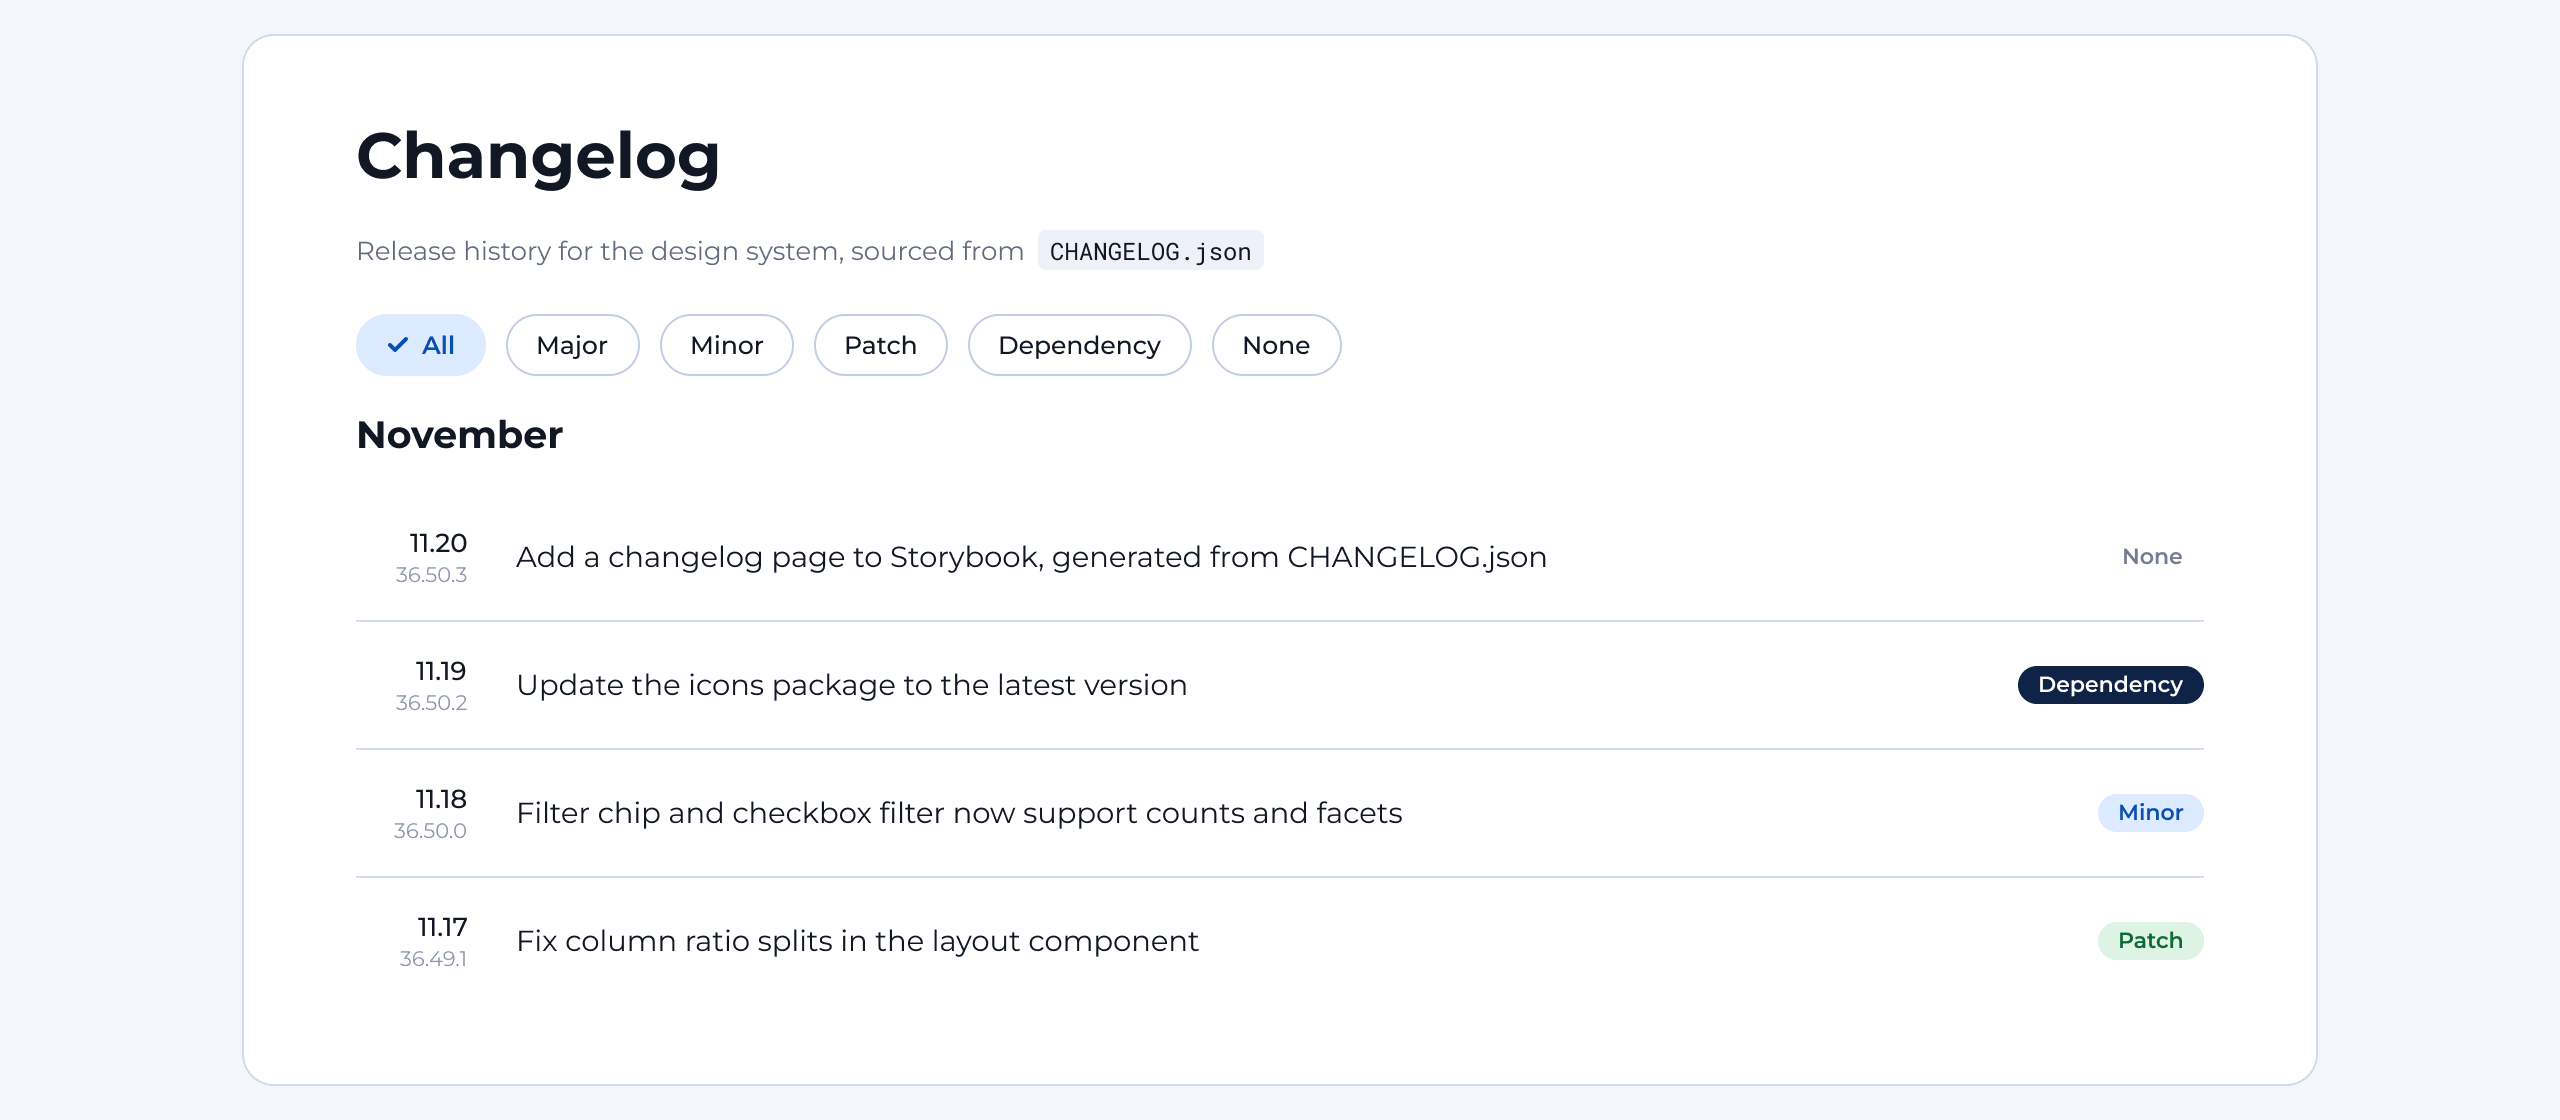 Changelog
Release history for the design system, sourced from CHANGELOG.json
All Major Minor Patch Dependency None
November
11.20
36.50.3
Add a changelog page to Storybook, generated from CHANGELOG.json
None
11.19
36.50.2
Update the icons package to the latest version
Dependency
11.18
36.50.0
Filter chip and checkbox filter now support counts and facets
Minor
11.17
36.49.1
Fix column ratio splits in the layout component
Patch